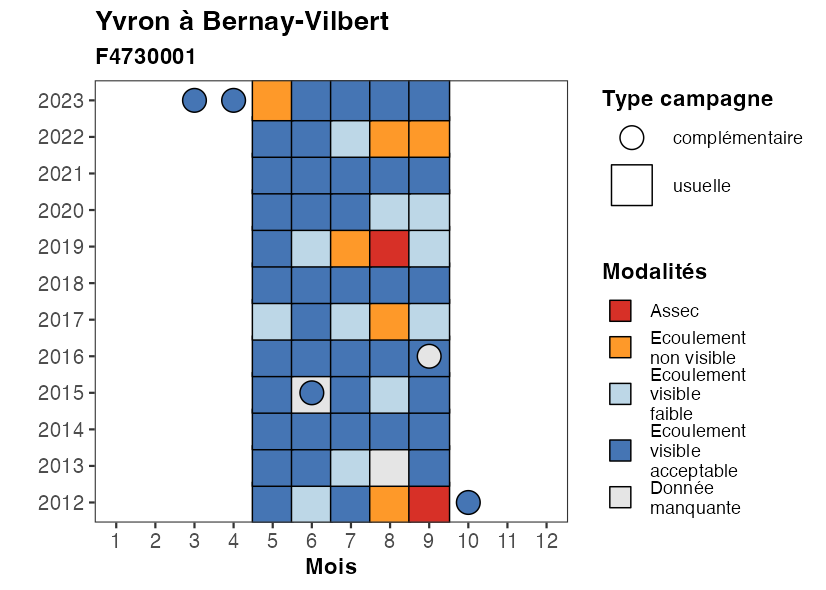 Yvron à Bernay-Vilbert
F4730001
2023
2022
2021
2020
2019
2018
2017
2016
2015
2014
2013
2012
1 2 3 4 5 6 7 8 9 10 11 12
Mois
Type campagne
complémentaire
usuelle
Modalités
Assec
Ecoulement
non visible
Ecoulement
visible
faible
Ecoulement
visible
acceptable
Donnée
manquante